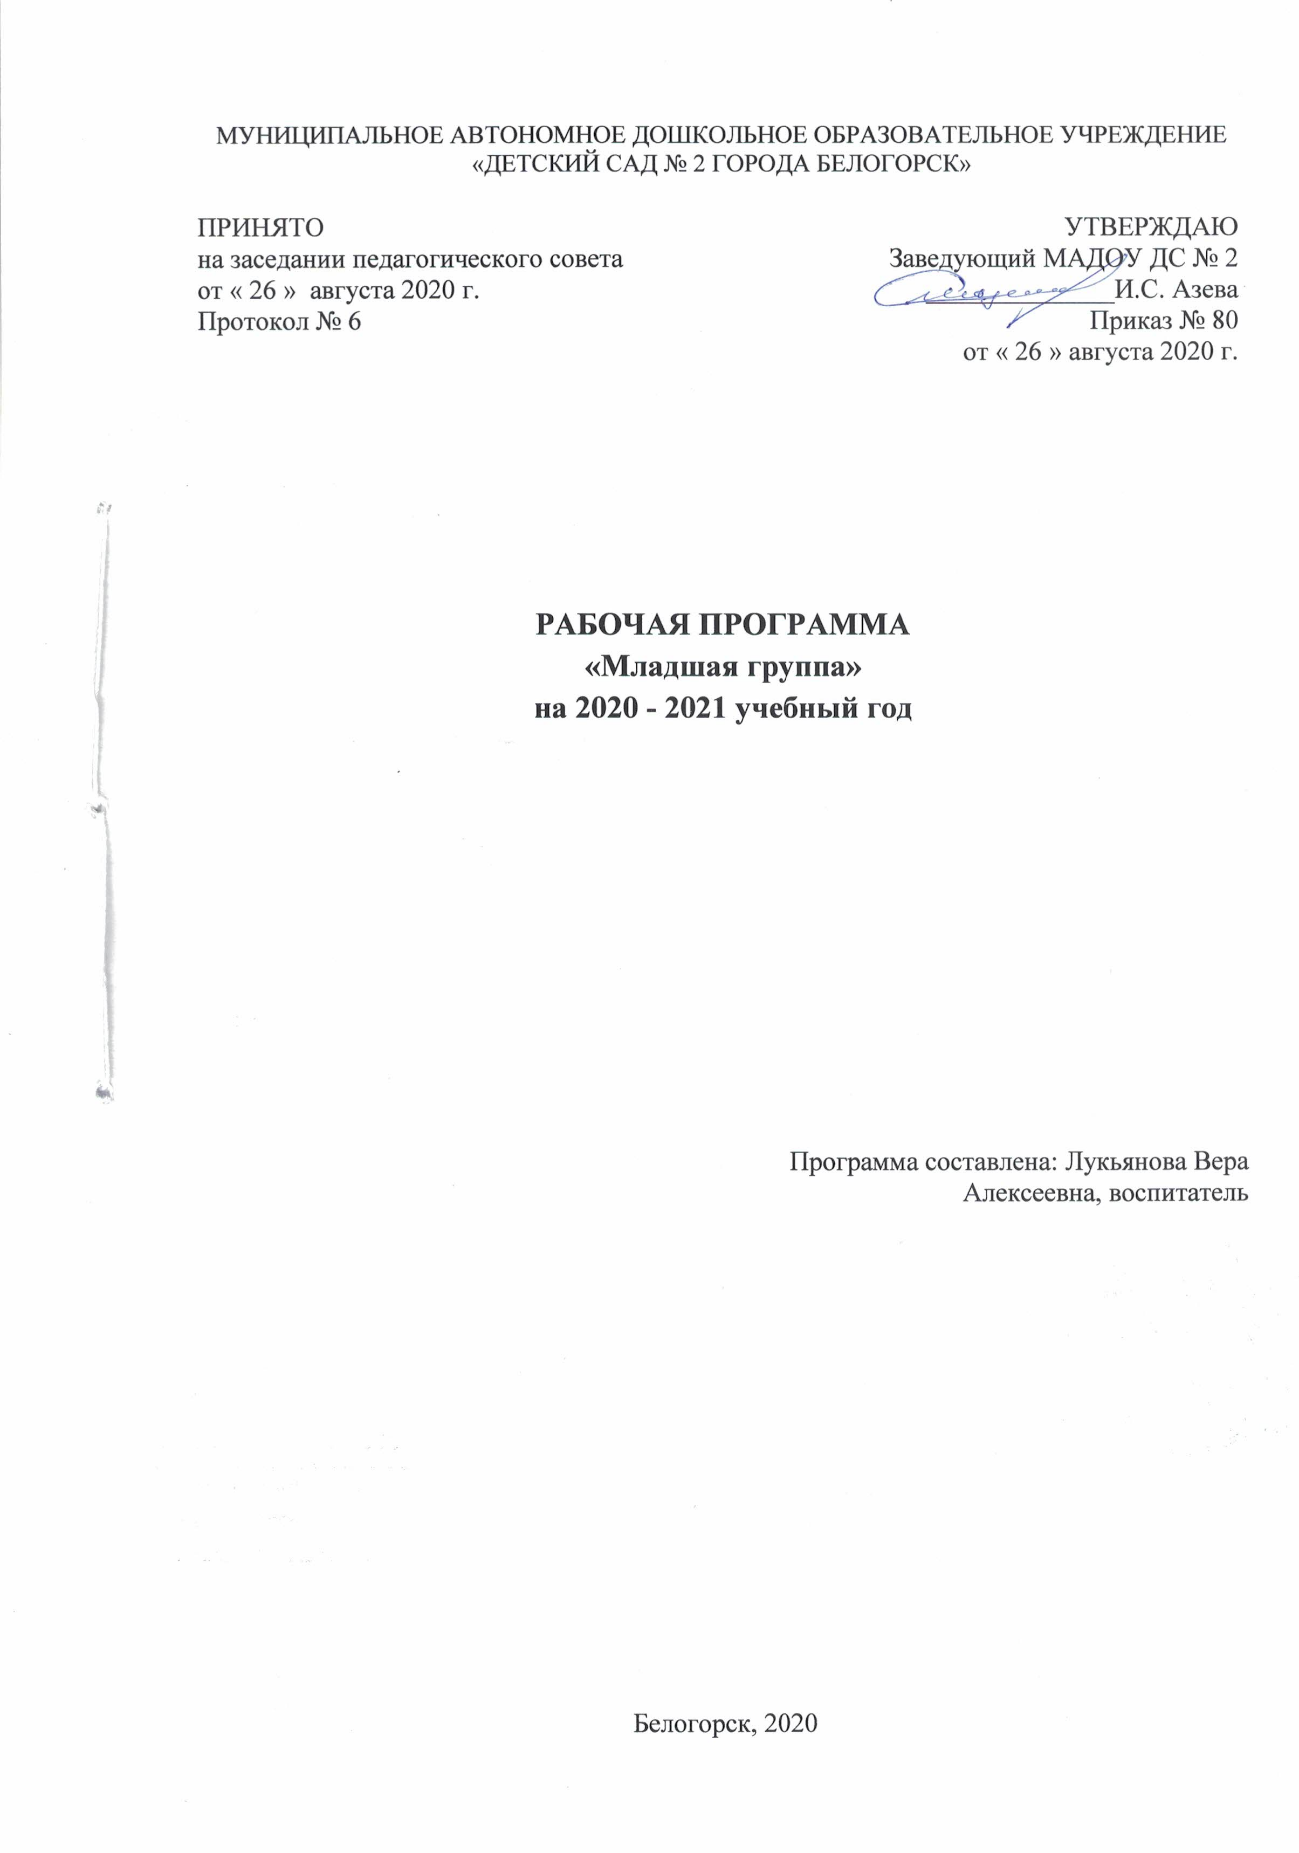 МУНИЦИПАЛЬНОЕ АВТОНОМНОЕ ДОШКОЛЬНОЕ ОБРАЗОВАТЕЛЬНОЕ УЧРЕЖДЕНИЕ
«ДЕТСКИЙ САД № 2 ГОРОДА БЕЛОГОРСК»
ПРИНЯТО
на заседании педагогического совета
от « 26 » августа 2020 г.
Протокол № 6
УТВЕРЖДАЮ
Заведующий МАДОУ ДС № 2
И.С. Азева
Приказ № 80
от « 26 » августа 2020 г.
РАБОЧАЯ ПРОГРАММА
«Младшая группа»
на 2020 - 2021 учебный год
Программа составлена: Лукьянова Вера
Алексеевна, воспитатель
Белогорск, 2020